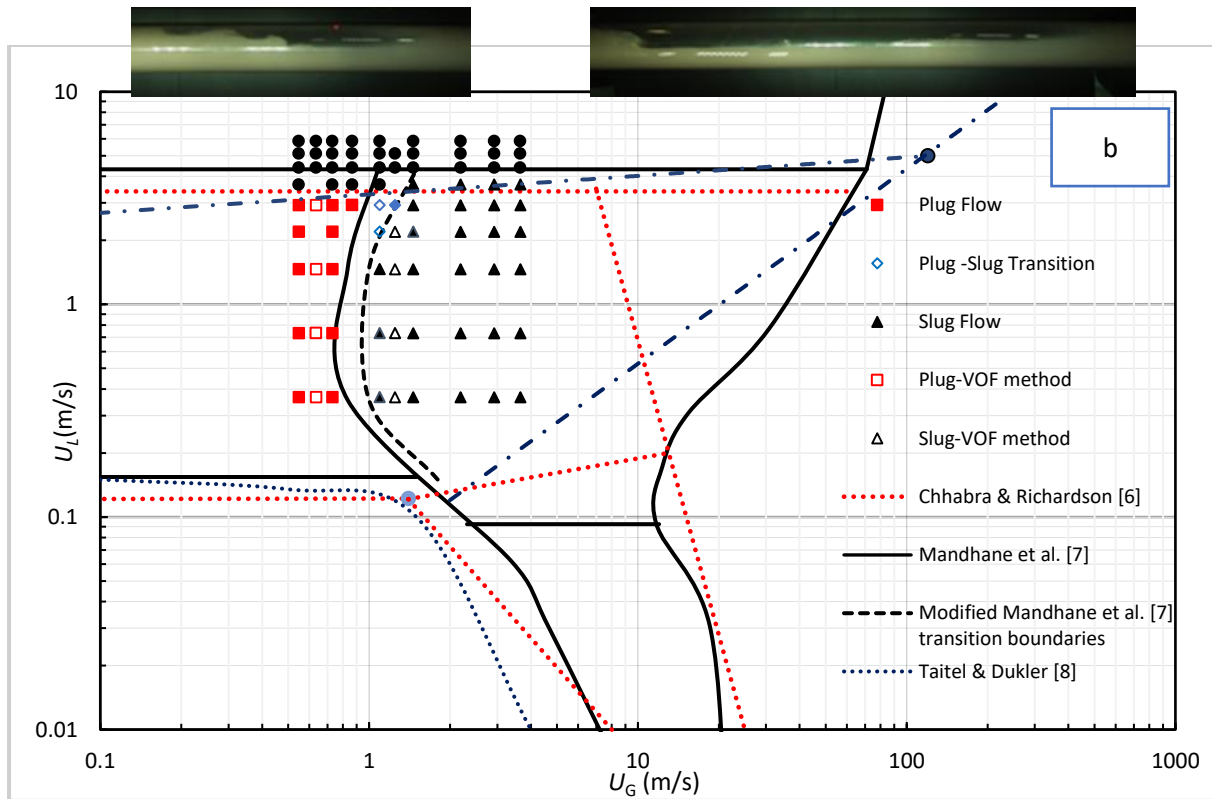 10
b
Plug Flow
Plug -Slug Transition
1
Slug Flow
Plug-VOF method
U_L(m/s)
Slug-VOF method
Chhabra & Richardson [6]
0.1
Mandhane et al. [7]
Modified Mandhane et al. [7]
transition boundaries
Taitel & Dukler [8]
0.01
0.1 1 10 100 1000
U_G (m/s)